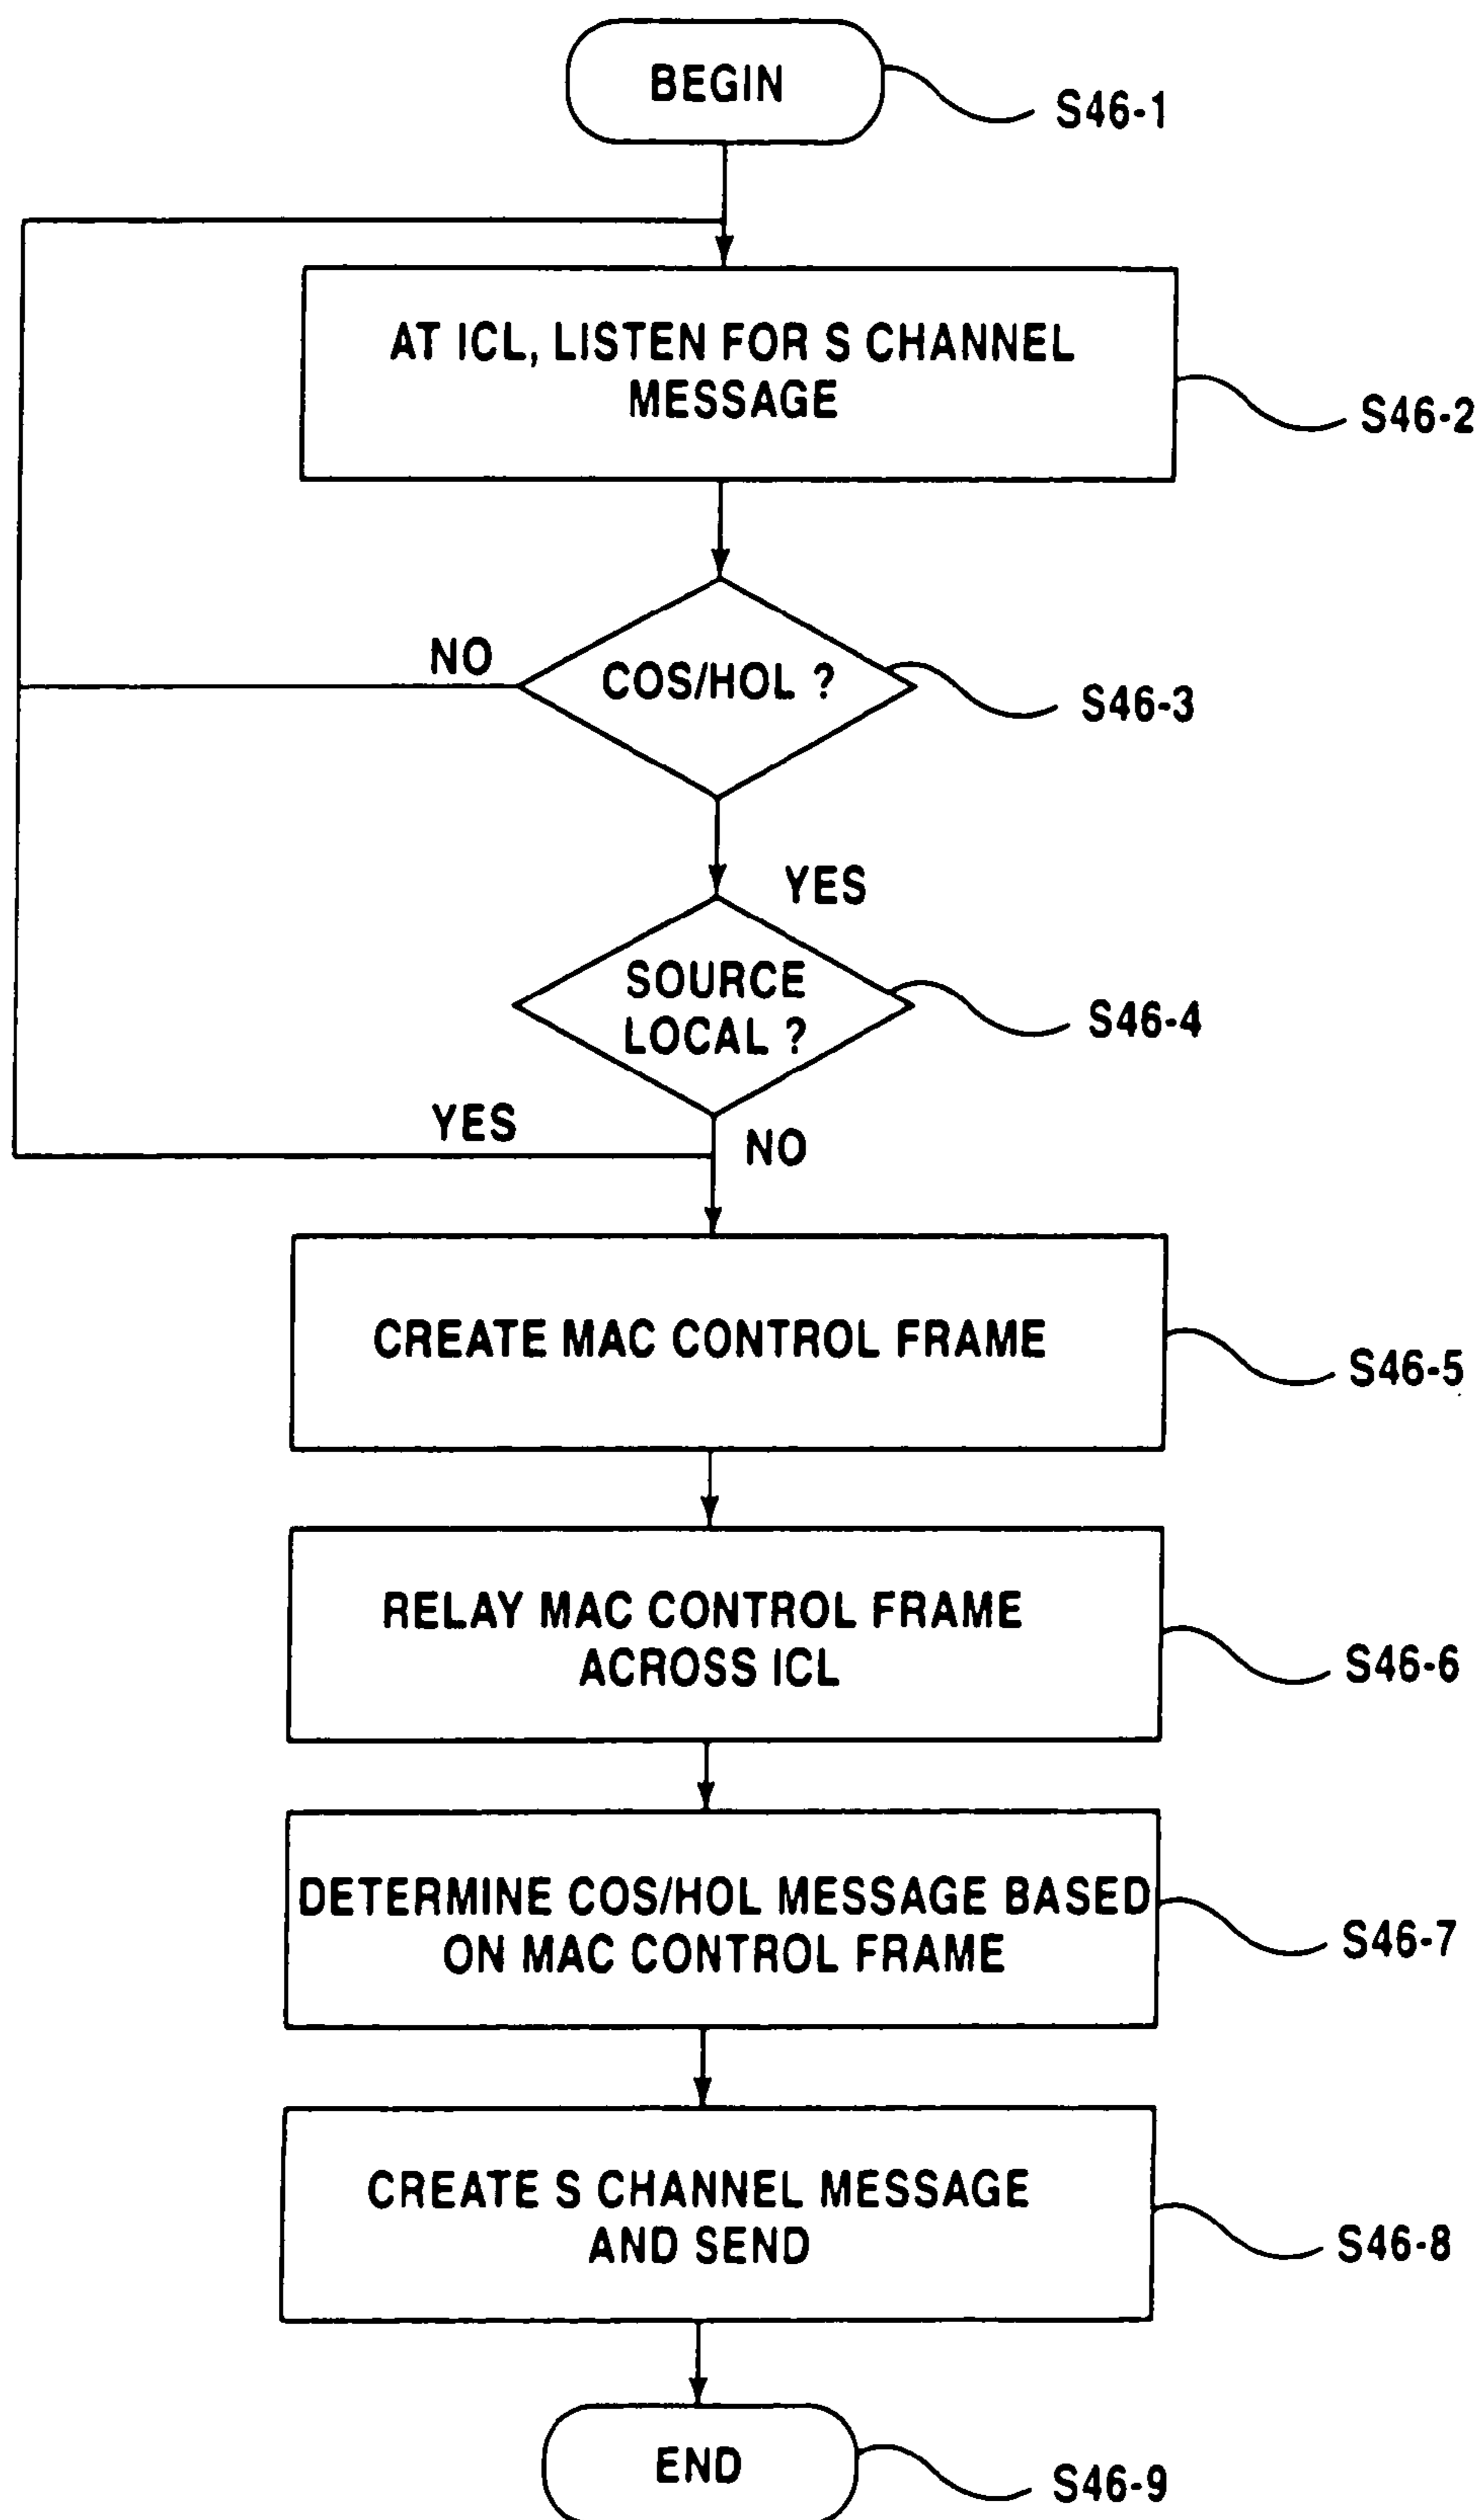 BEGIN
S46-1
AT ICL, LISTEN FOR S CHANNEL
MESSAGE
S46-2
NO
COS/HOL ?
S46-3
YES
SOURCE
LOCAL ?
S46-4
YES
NO
CREATE MAC CONTROL FRAME
S46-5
RELAY MAC CONTROL FRAME
ACROSS ICL
S46-6
DETERMINE COS/HOL MESSAGE BASED
ON MAC CONTROL FRAME
S46-7
CREATE S CHANNEL MESSAGE
AND SEND
S46-8
END
S46-9